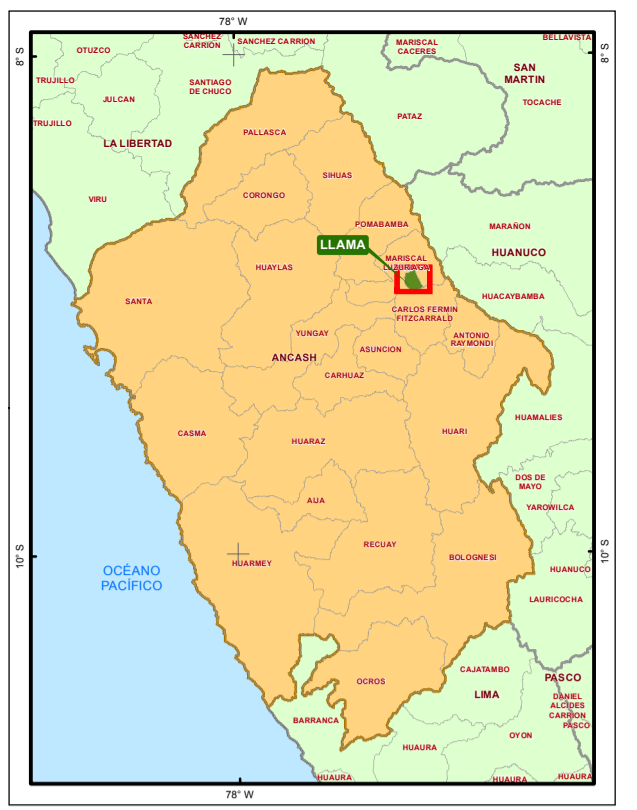 78° W
8° S
8° S
SANCHEZ
CARRION
SANCHEZ CARRION
MARISCAL
CACERES
BELLAVISTA
OTUZCO
SAN
MARTIN
TRUJILLO
SANTIAGO
DE CHUCO
JULCAN
TOCACHE
PATAZ
TRUJILLO
PALLASCA
LA LIBERTAD
SIHUAS
CORONGO
VIRU
POMABAMBA
MARAÑON
LLAMA
HUANUCO
MARISCAL
LUZURIAGA
HUAYLAS
HUACAYBAMBA
SANTA
CARLOS FERMIN
FITZCARRALD
YUNGAY
ANTONIO
RAYMONDI
ASUNCION
ANCASH
CARHUAZ
HUAMALIES
CASMA
HUARI
HUARAZ
DOS DE
MAYO
AIJA
YAROWILCA
RECUAY
10° S
10° S
BOLOGNESI
HUARMEY
OCÉANO
PACÍFICO
HUANUCO
LAURICOCHA
CAJATAMBO
PASCO
OCROS
LIMA
DANIEL
ALCIDES
CARRION
PASCO
BARRANCA
OYON
HUAURA
HUAURA
HUAURA
HUAURA
78° W